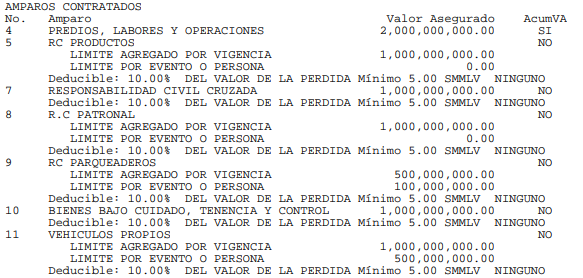 AMPAROS CONTRATADOS
No. Amparo Valor Asegurado AcumVA
4 PREDIOS, LABORES Y OPERACIONES 2,000,000,000.00 SI
5 RC PRODUCTOS NO
LIMITE AGREGADO POR VIGENCIA 1,000,000,000.00
LIMITE POR EVENTO O PERSONA 0.00
Deducible: 10.00% DEL VALOR DE LA PERDIDA Mínimo 5.00 SMMLV NINGUNO
7 RESPONSABILIDAD CIVIL CRUZADA 1,000,000,000.00 NO
Deducible: 10.00% DEL VALOR DE LA PERDIDA Mínimo 5.00 SMMLV NINGUNO
8 R.C PATRONAL NO
LIMITE AGREGADO POR VIGENCIA 1,000,000,000.00
LIMITE POR EVENTO O PERSONA 0.00
Deducible: 10.00% DEL VALOR DE LA PERDIDA Mínimo 5.00 SMMLV NINGUNO
9 RC PARQUEADEROS NO
LIMITE AGREGADO POR VIGENCIA 500,000,000.00
LIMITE POR EVENTO O PERSONA 100,000,000.00
Deducible: 10.00% DEL VALOR DE LA PERDIDA Mínimo 5.00 SMMLV NINGUNO
10 BIENES BAJO CUIDADO, TENENCIA Y CONTROL 1,000,000,000.00 NO
Deducible: 10.00% DEL VALOR DE LA PERDIDA Mínimo 5.00 SMMLV NINGUNO
11 VEHICULOS PROPIOS NO
LIMITE AGREGADO POR VIGENCIA 1,000,000,000.00
LIMITE POR EVENTO O PERSONA 500,000,000.00
Deducible: 10.00% DEL VALOR DE LA PERDIDA Mínimo 5.00 SMMLV NINGUNO